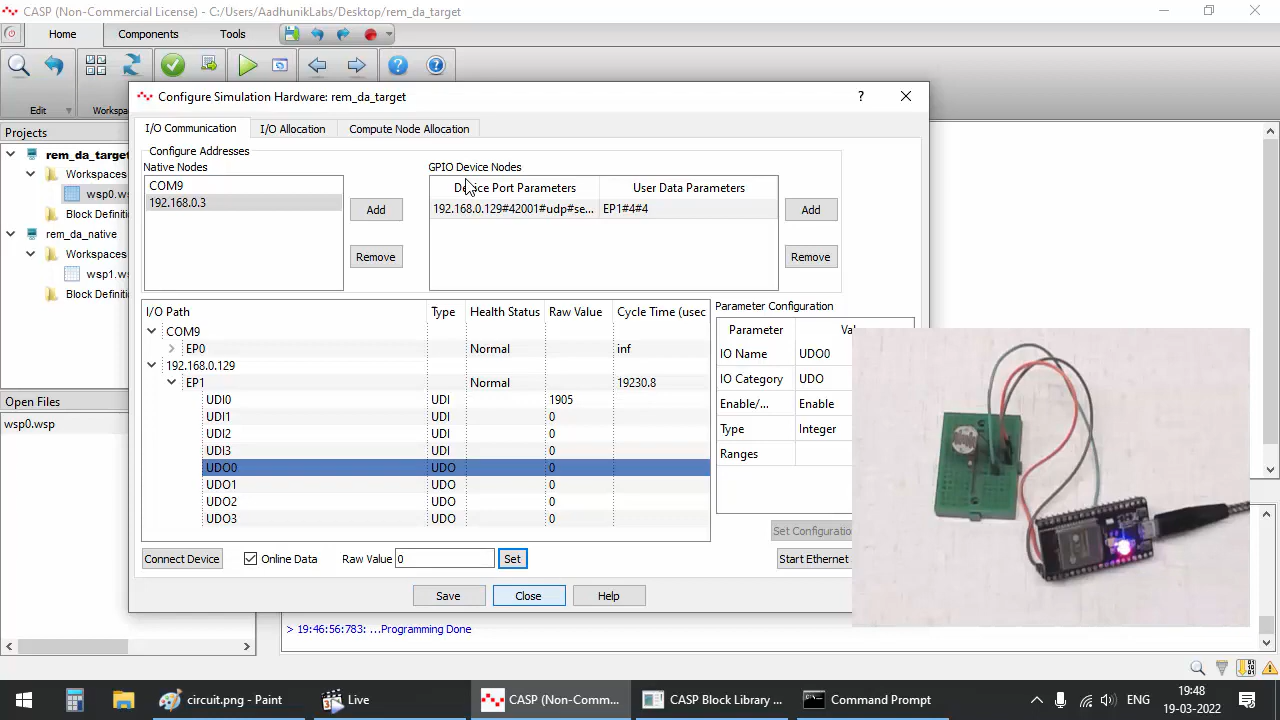 CASP (Non-Commercial License) - C:/Users/AadhunikLabs/Desktop/rem_da_target
Home Components Tools
Edit Workspa
Projects
rem_da_target
Workspaces
wsp0.ws
Block Definiti
rem_da_native
Workspaces
wsp1.ws
Block Definiti
Open Files
wsp0.wsp
Configure Simulation Hardware: rem_da_target
I/O Communication I/O Allocation Compute Node Allocation
Configure Addresses
Native Nodes
COM9
192.168.0.3
Add
Remove
GPIO Device Nodes
Device Port Parameters User Data Parameters
192.168.0.129#42001#udp#se... EP1#4#4
Add
Remove
I/O Path Type Health Status Raw Value Cycle Time (usec
COM9
EP0 Normal inf
192.168.0.129
EP1 Normal 19230.8
UDI0 UDI 1905
UDI1 UDI 0
UDI2 UDI 0
UDI3 UDI 0
UDO0 UDO 0
UDO1 UDO 0
UDO2 UDO 0
UDO3 UDO 0
Parameter Configuration
Parameter Val
IO Name UDO0
IO Category UDO
Enable/... Enable
Type Integer
Ranges
Set Configuratio
Connect Device Online Data Raw Value 0 Set Start Ethernet
Save Close Help
> 19:46:56:783: ...Programming Done
circuit.png - Paint Live CASP (Non-Comm... CASP Block Library ... Command Prompt ENG 19:48
19-03-2022